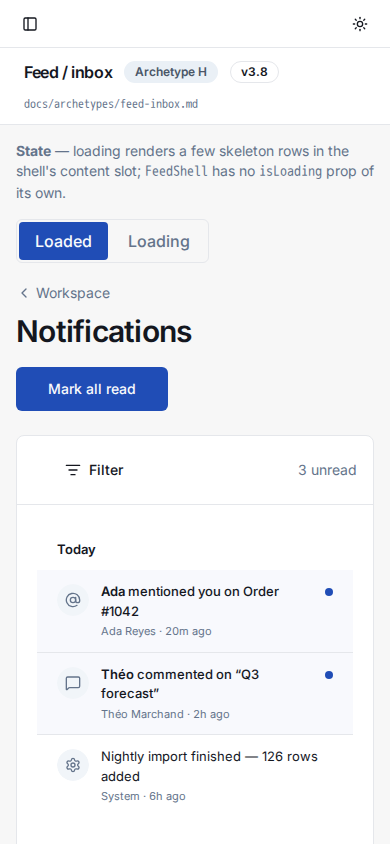 Feed / inbox
Archetype H
v3.8
docs/archetypes/feed-inbox.md
State — loading renders a few skeleton rows in the
shell's content slot; FeedShell has no isLoading prop of
its own.
Loaded
Loading
Workspace
Notifications
Mark all read
Filter
3 unread
Today
Ada mentioned you on Order
#1042
Ada Reyes · 20m ago
Théo commented on “Q3
forecast”
Théo Marchand · 2h ago
Nightly import finished — 126 rows
added
System · 6h ago